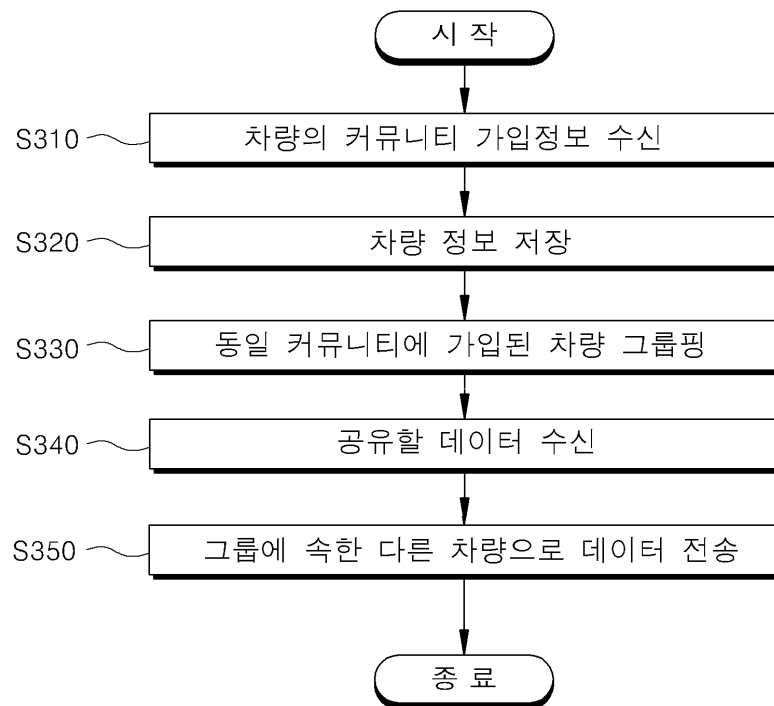 시 작
S310 차량의 커뮤니티 가입정보 수신
S320 차량 정보 저장
S330 동일 커뮤니티에 가입된 차량 그룹핑
S340 공유할 데이터 수신
S350 그룹에 속한 다른 차량으로 데이터 전송
종 료